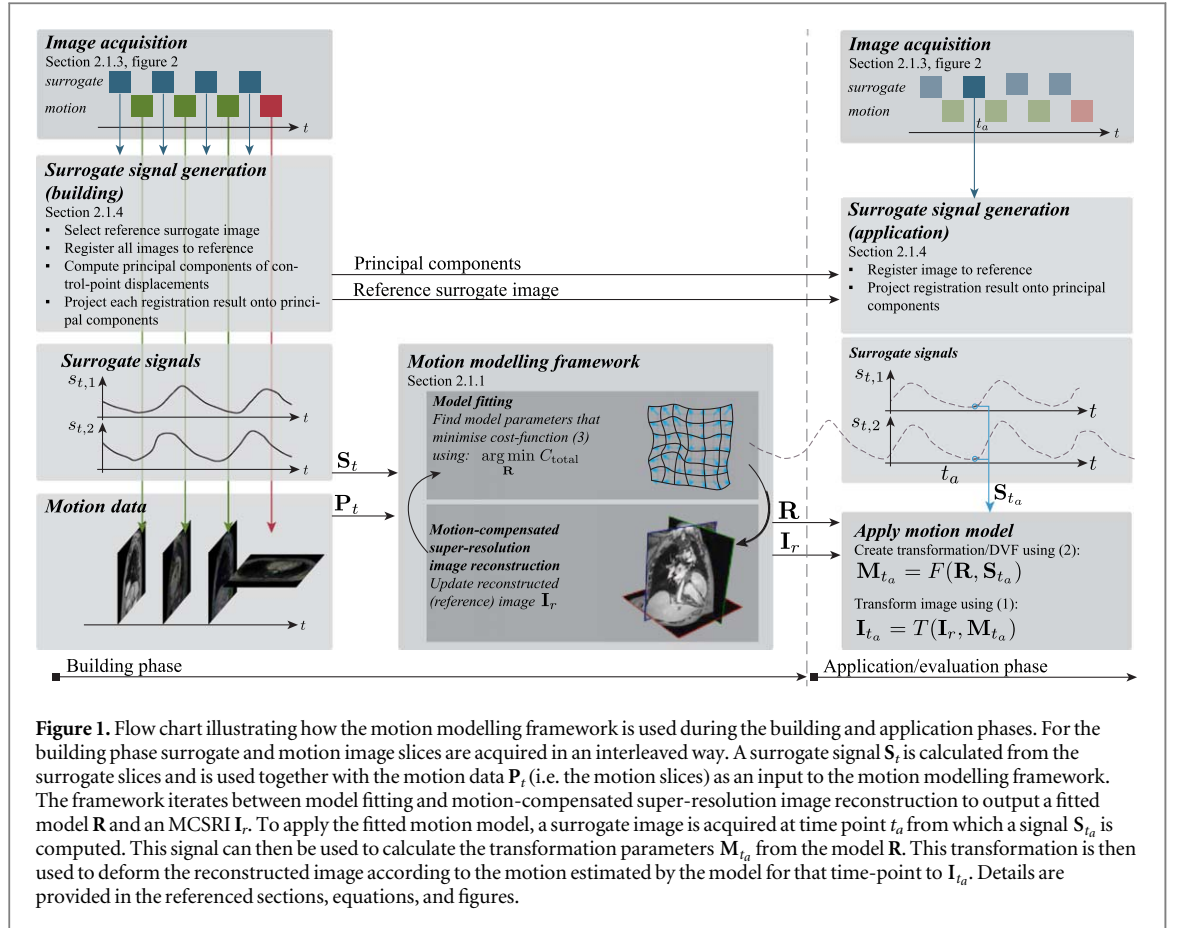 Image acquisition
Section 2.1.3, figure 2
surrogate
motion
t
Surrogate signal generation
(building)
Section 2.1.4
▪ Select reference surrogate image
▪ Register all images to reference
▪ Compute principal components of con-
trol-point displacements
▪ Project each registration result onto princi-
pal components
Principal components
Reference surrogate image
Surrogate signals
s_{t,1}
t
s_{t,2}
t
S_t
P_t
Motion data
t
Motion modelling framework
Section 2.1.1
Model fitting
Find model parameters that
minimise cost-function (3)
using: arg min C_total
R
Motion-compensated
super-resolution
image reconstruction
Update reconstructed
(reference) image I_r
R
I_r
Image acquisition
Section 2.1.3, figure 2
surrogate
motion
t_a
t
Surrogate signal generation
(application)
Section 2.1.4
▪ Register image to reference
▪ Project registration result onto principal
components
Surrogate signals
s_{t,1}
t
s_{t,2}
t_a
t
S_{t_a}
Apply motion model
Create transformation/DVF using (2):
M_{t_a} = F(R, S_{t_a})
Transform image using (1):
I_{t_a} = T(I_r, M_{t_a})
Building phase
Application/evaluation phase
Figure 1. Flow chart illustrating how the motion modelling framework is used during the building and application phases. For the
building phase surrogate and motion image slices are acquired in an interleaved way. A surrogate signal S_t is calculated from the
surrogate slices and is used together with the motion data P_t (i.e. the motion slices) as an input to the motion modelling framework.
The framework iterates between model fitting and motion-compensated super-resolution image reconstruction to output a fitted
model R and an MCSRI I_r. To apply the fitted motion model, a surrogate image is acquired at time point t_a from which a signal S_{t_a} is
computed. This signal can then be used to calculate the transformation parameters M_{t_a} from the model R. This transformation is then
used to deform the reconstructed image according to the motion estimated by the model for that time-point to I_{t_a}. Details are
provided in the referenced sections, equations, and figures.